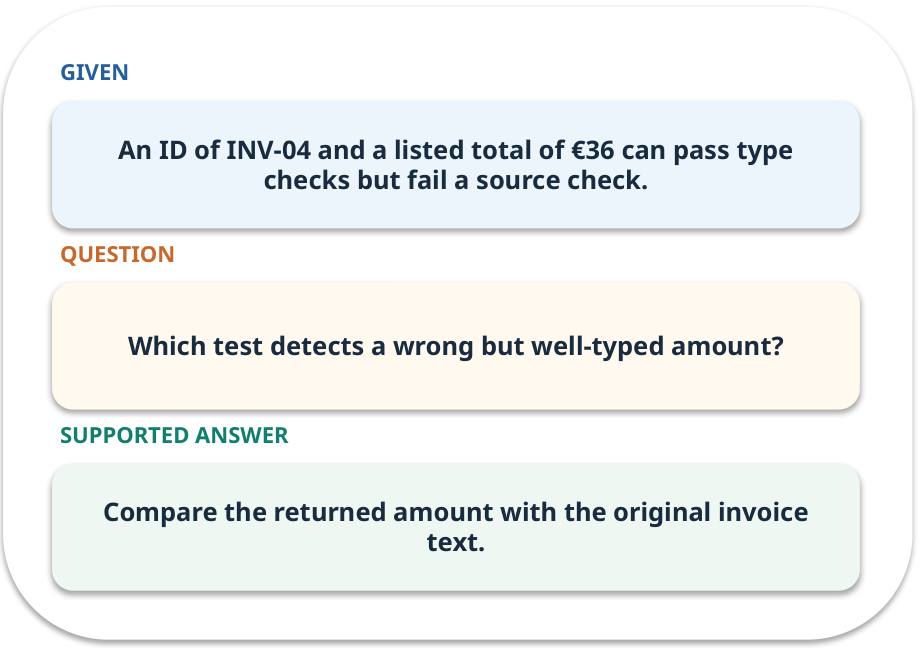 GIVEN
An ID of INV-04 and a listed total of €36 can pass type
checks but fail a source check.
QUESTION
Which test detects a wrong but well-typed amount?
SUPPORTED ANSWER
Compare the returned amount with the original invoice
text.